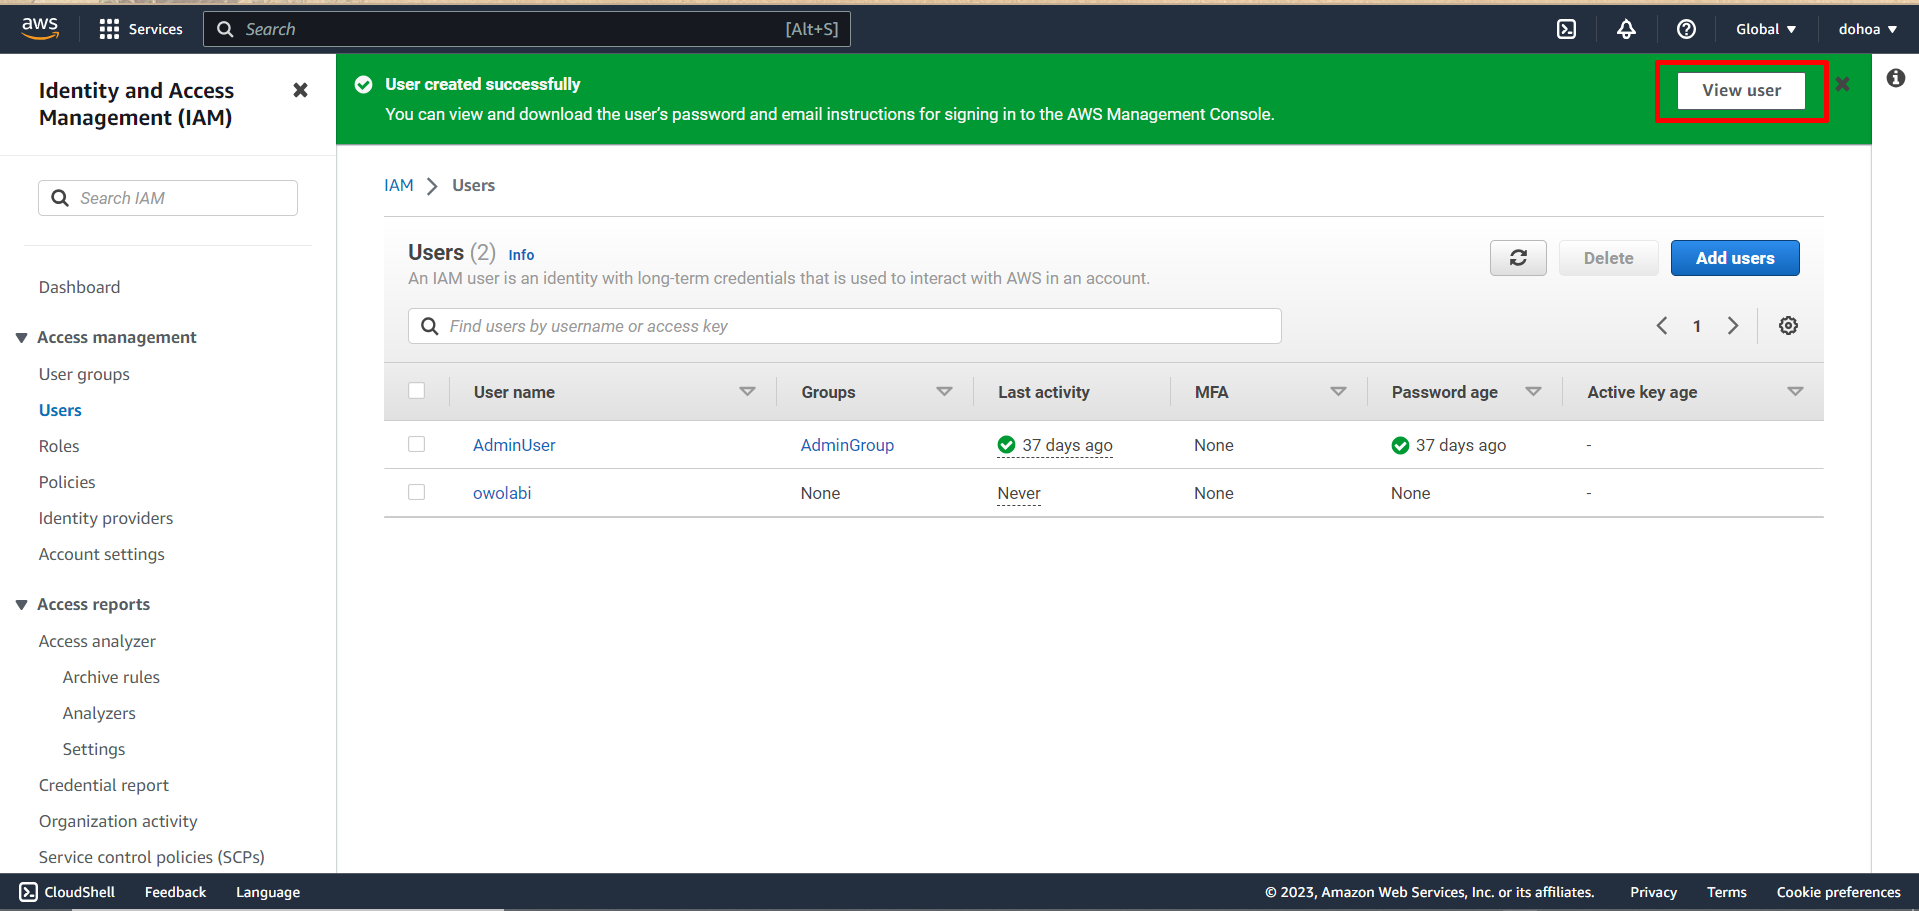 aws
Services
Search
[Alt+S]
Global
dohoa
Identity and Access
Management (IAM)
Search IAM
Dashboard
Access management
User groups
Users
Roles
Policies
Identity providers
Account settings
Access reports
Access analyzer
Archive rules
Analyzers
Settings
Credential report
Organization activity
Service control policies (SCPs)
User created successfully
You can view and download the user's password and email instructions for signing in to the AWS Management Console.
View user
IAM
Users
Users (2) Info
An IAM user is an identity with long-term credentials that is used to interact with AWS in an account.
Delete
Add users
Find users by username or access key
1
User name Groups Last activity MFA Password age Active key age
AdminUser AdminGroup 37 days ago None 37 days ago -
owolabi None Never None None -
CloudShell
Feedback
Language
© 2023, Amazon Web Services, Inc. or its affiliates.
Privacy
Terms
Cookie preferences